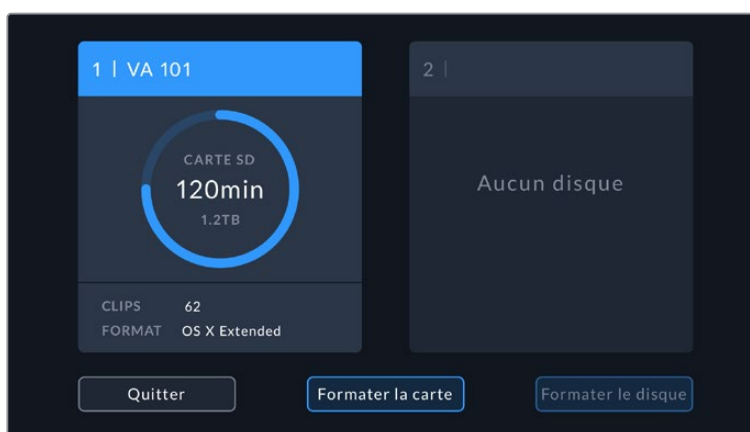 1 | VA 101
CARTE SD
120min
1.2TB
CLIPS 62
FORMAT OS X Extended
2 |
Aucun disque
Quitter
Formater la carte
Formater le disque